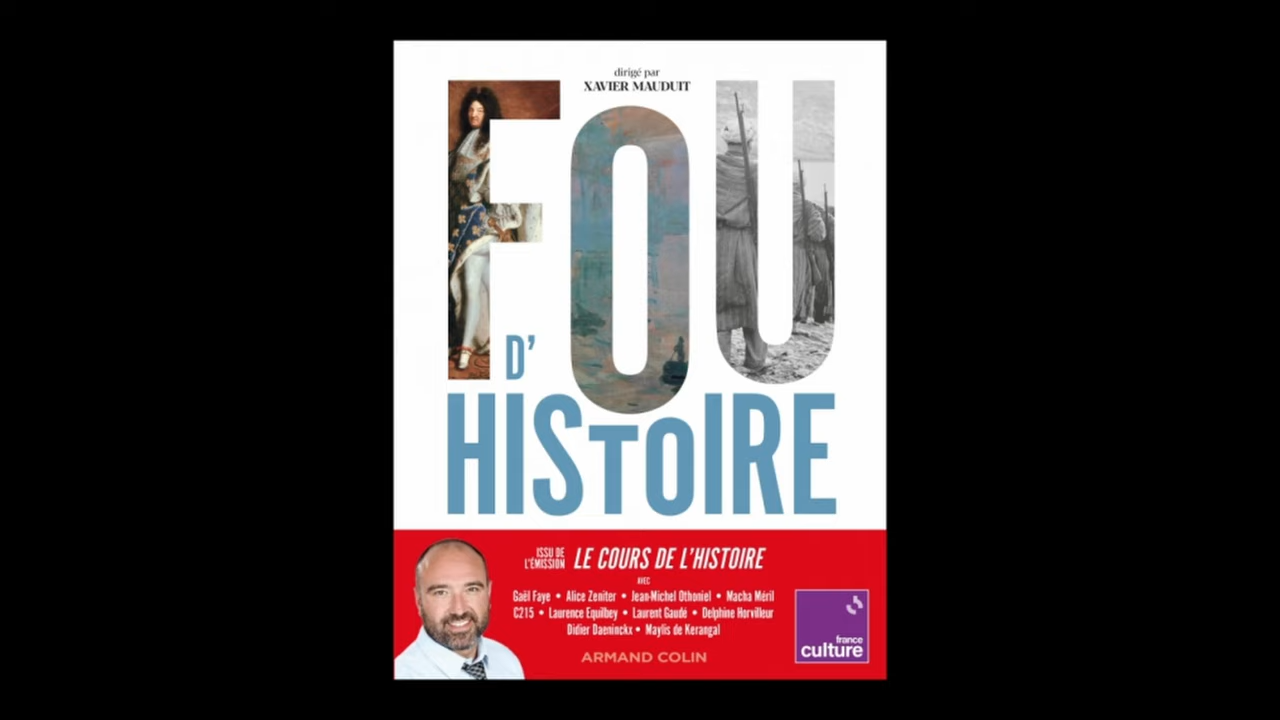 dirigé par
XAVIER MAUDUIT
FOU
D'
HISTOIRE
ISSU DE
L'ÉMISSION
LE COURS DE L'HISTOIRE
AVEC
Gaël Faye • Alice Zeniter • Jean-Michel Othoniel • Macha Méril
C215 • Laurence Equilbey • Laurent Gaudé • Delphine Horvilleur
Didier Daeninckx • Maylis de Kerangal
ARMAND COLIN
france
culture